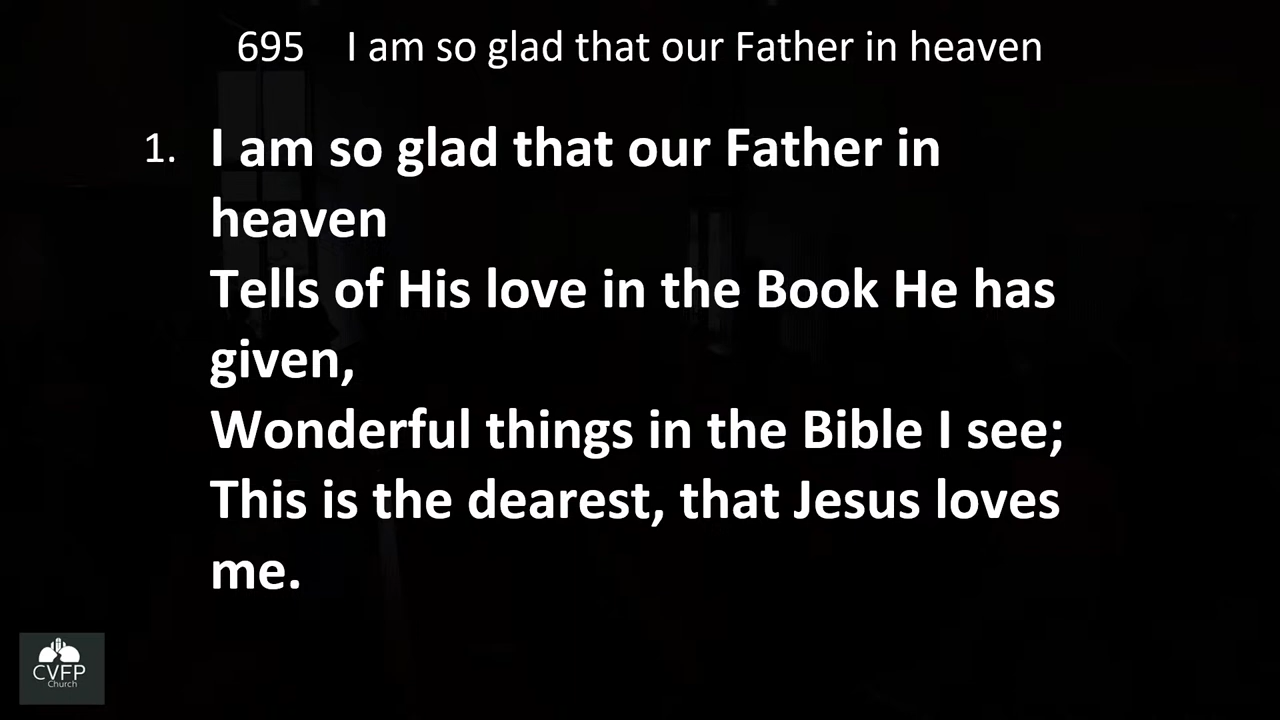 695 I am so glad that our Father in heaven
1. I am so glad that our Father in
heaven
Tells of His love in the Book He has
given,
Wonderful things in the Bible I see;
This is the dearest, that Jesus loves
me.
CVFP
Church